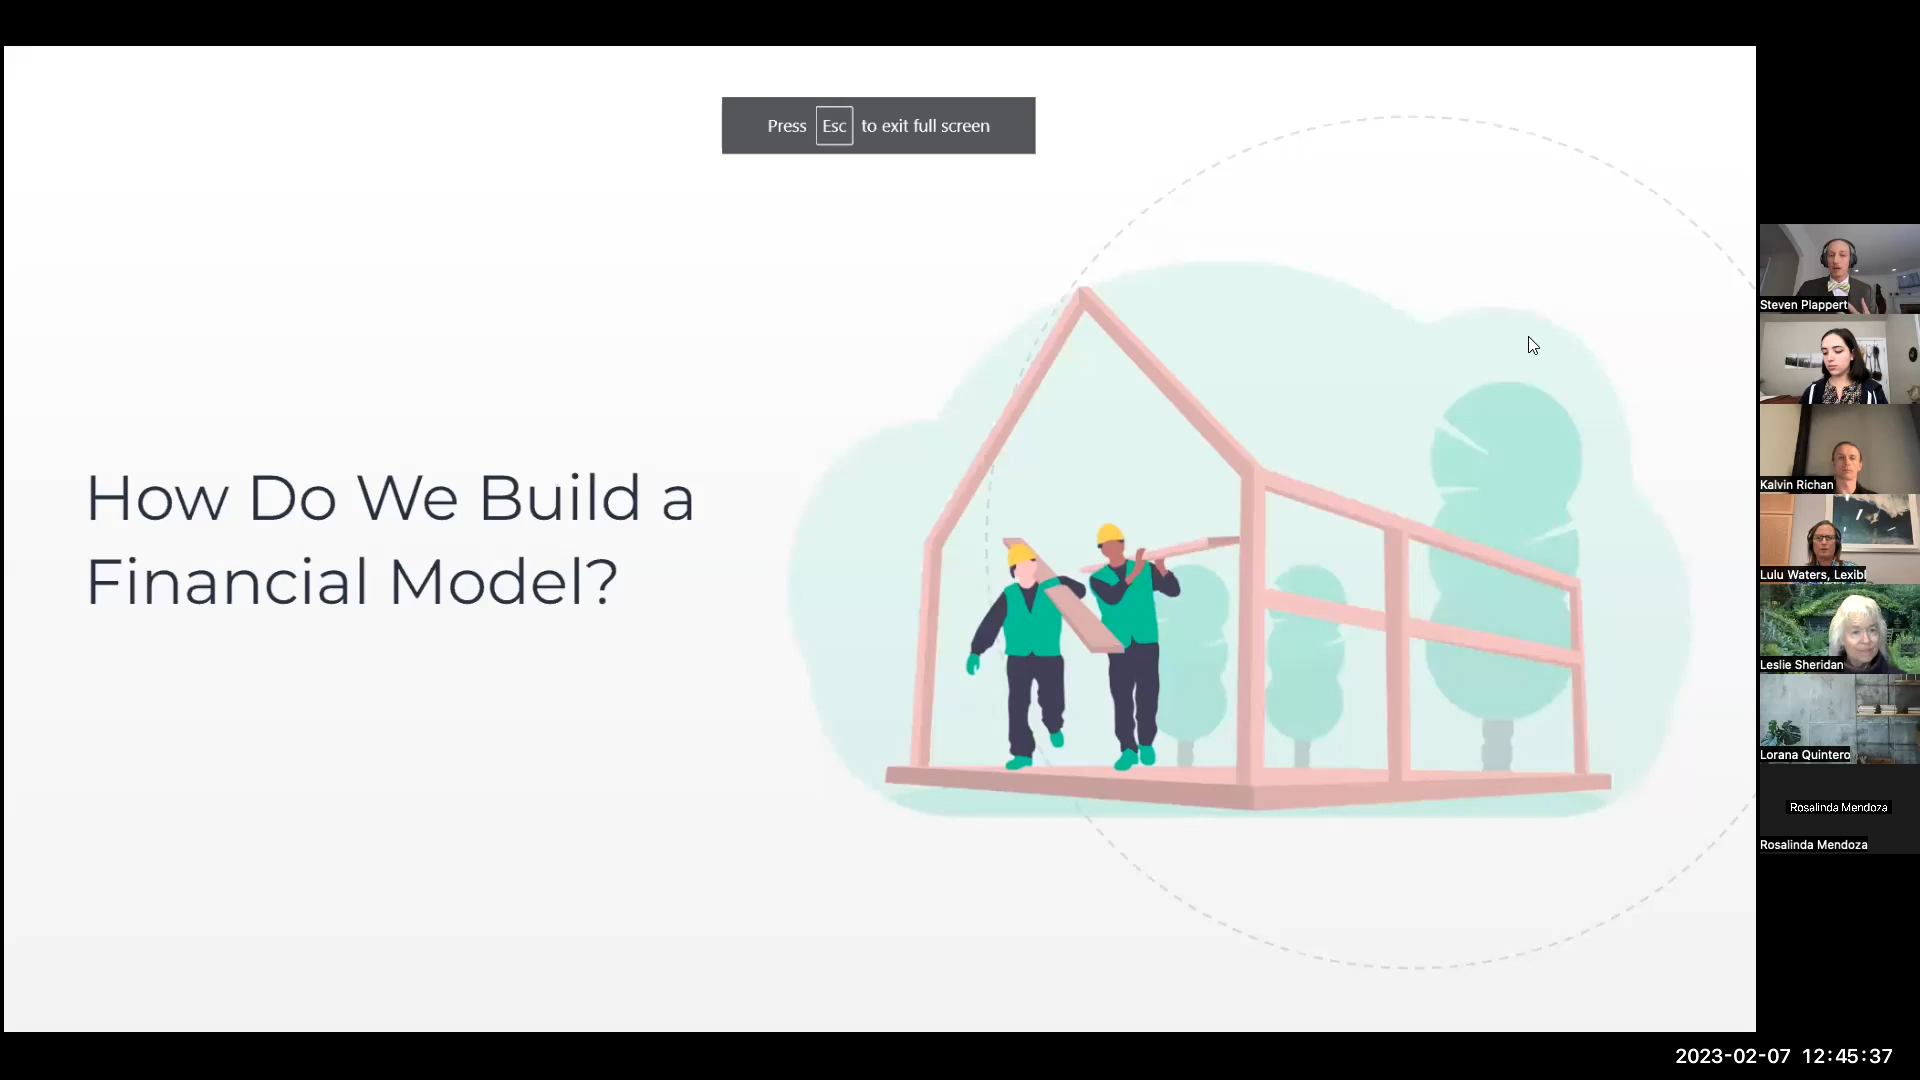 Press Esc to exit full screen
How Do We Build a
Financial Model?
Steven Plappert
Kalvin Richan
Lulu Waters, Lexibl
Leslie Sheridan
Lorana Quintero
Rosalinda Mendoza
Rosalinda Mendoza
2023-02-07 12:45:37